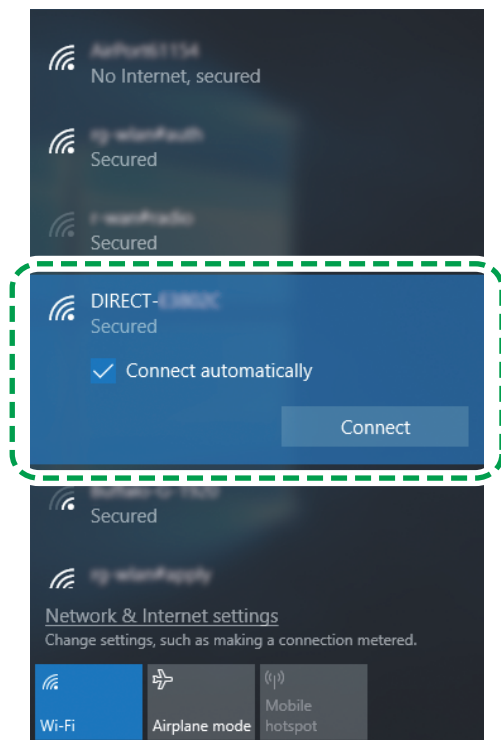 No Internet, secured
Secured
Secured
DIRECT-
Secured
Connect automatically
Connect
Secured
Network & Internet settings
Change settings, such as making a connection metered.
Wi-Fi
Airplane mode
Mobile
hotspot